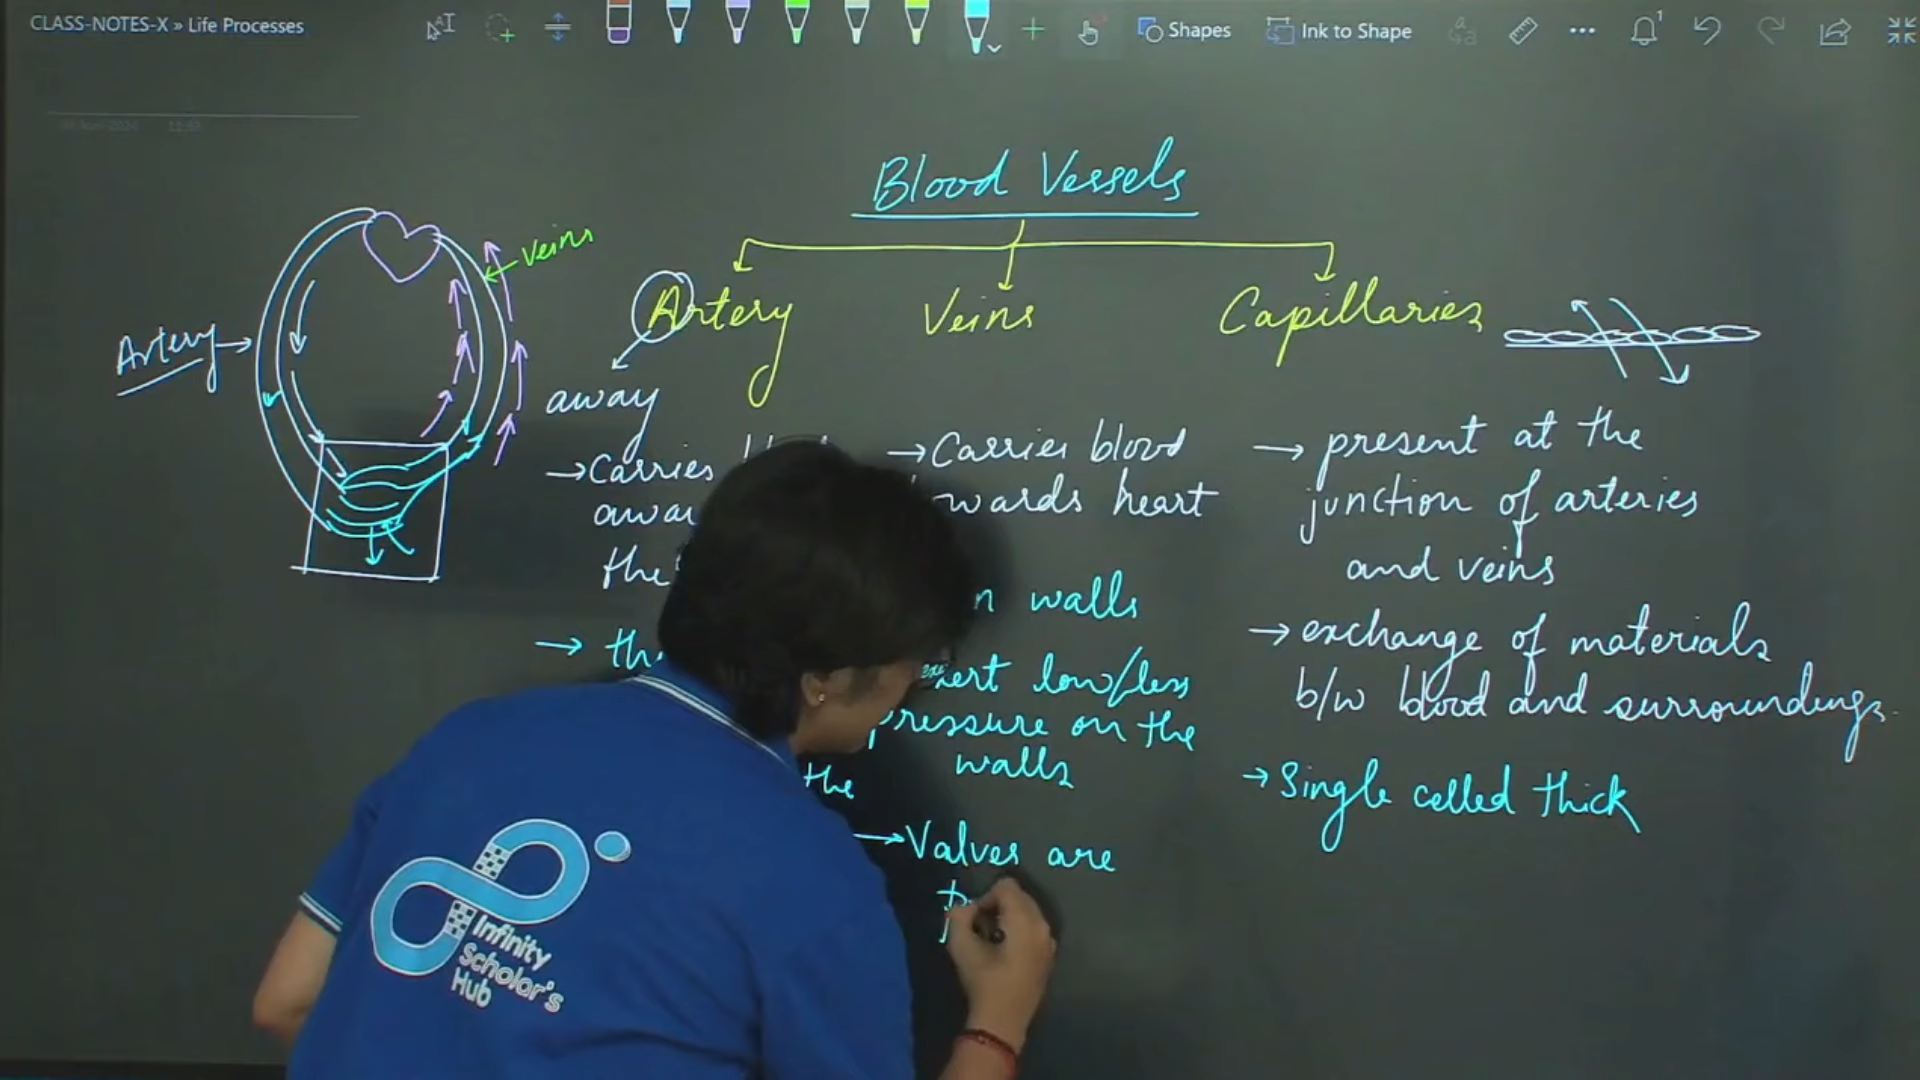 CLASS-NOTES-X » Life Processes
Shapes
Ink to Shape
Blood Vessels
Artery
Veins
Capillaries
Veins
Artery
away
→ Carries
the
→ Carries blood
wards heart
walls
low/less
pressure on the
walls
the
→ Valves are
→ present at the
junction of arteries
and veins
→ exchange of materials
b/w blood and surroundings.
→ Single celled thick
Infinity
Scholar's
Hub